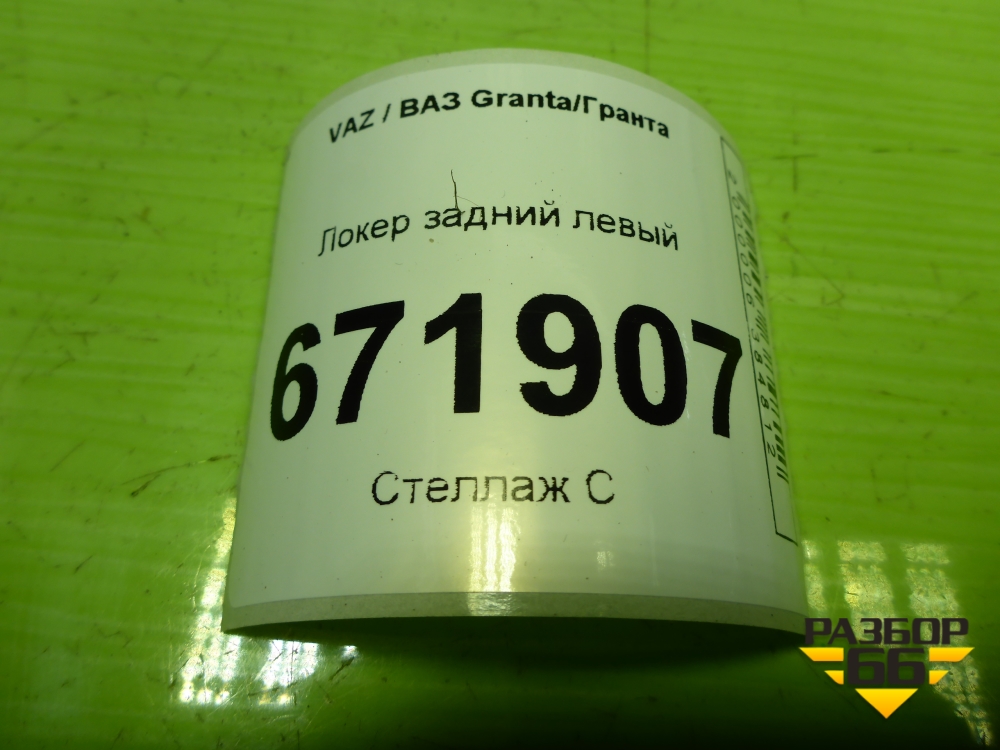 VAZ / ВАЗ Granta/Гранта
Локер задний левый
671907
Стеллаж С
РАЗБОР
66